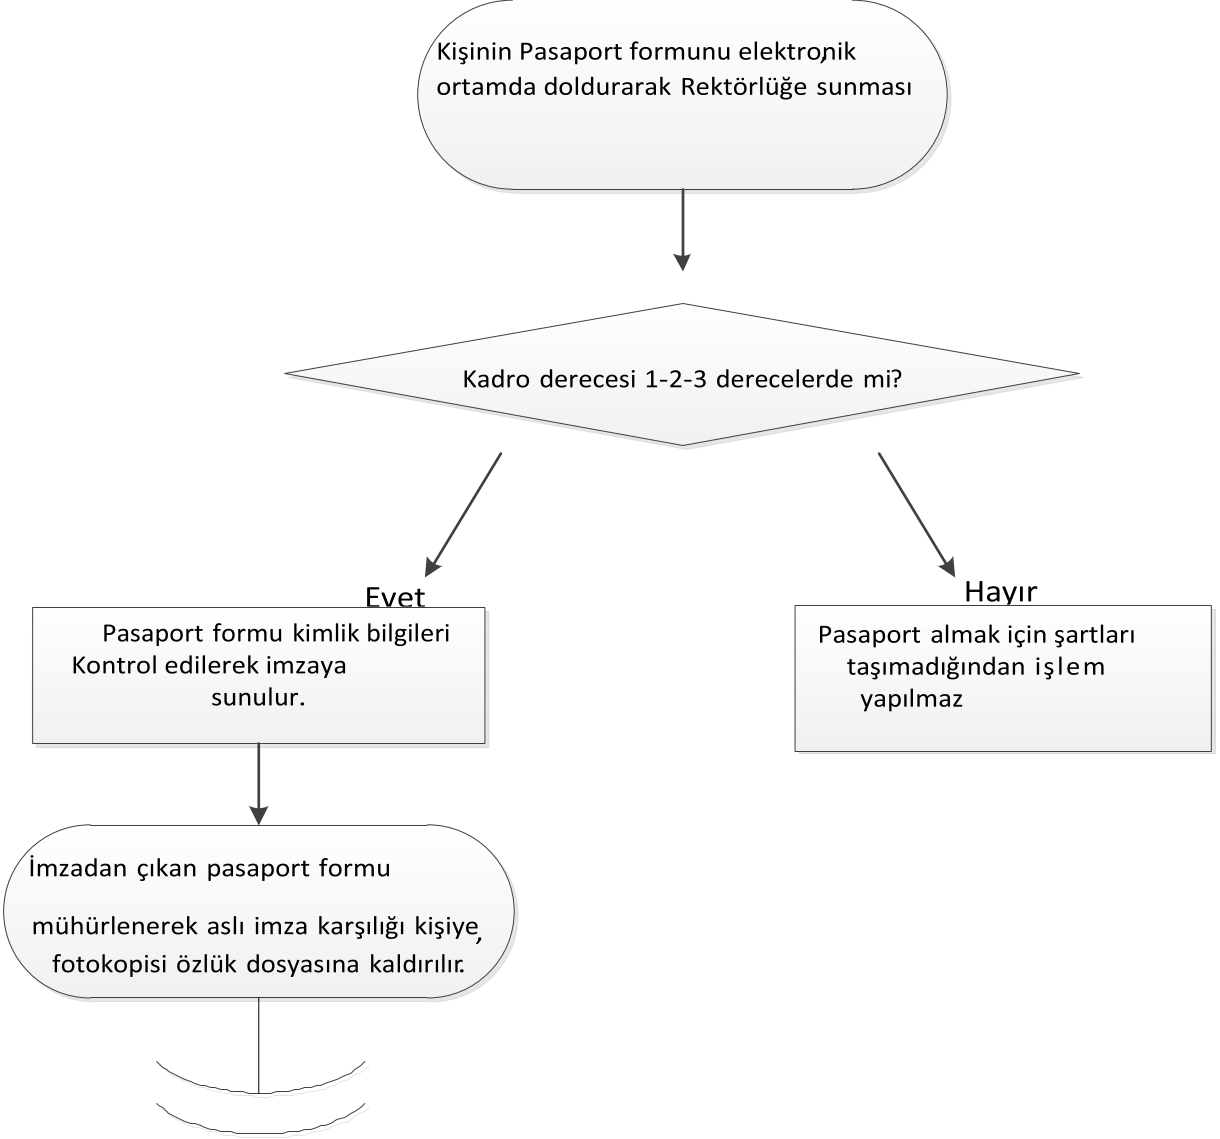 Kişinin Pasaport formunu elektronik,
ortamda doldurarak Rektörlüğe sunması
Kadro derecesi 1-2-3 derecelerde mi?
Evet
Hayır
Pasaport formu kimlik bilgileri
Kontrol edilerek imzaya
sunulur.
Pasaport almak için şartları
taşımadığından işlem
yapılmaz
İmzadan çıkan pasaport formu
mühürlenerek aslı imza karşılığı kişiye,
fotokopisi özlük dosyasına kaldırılır.